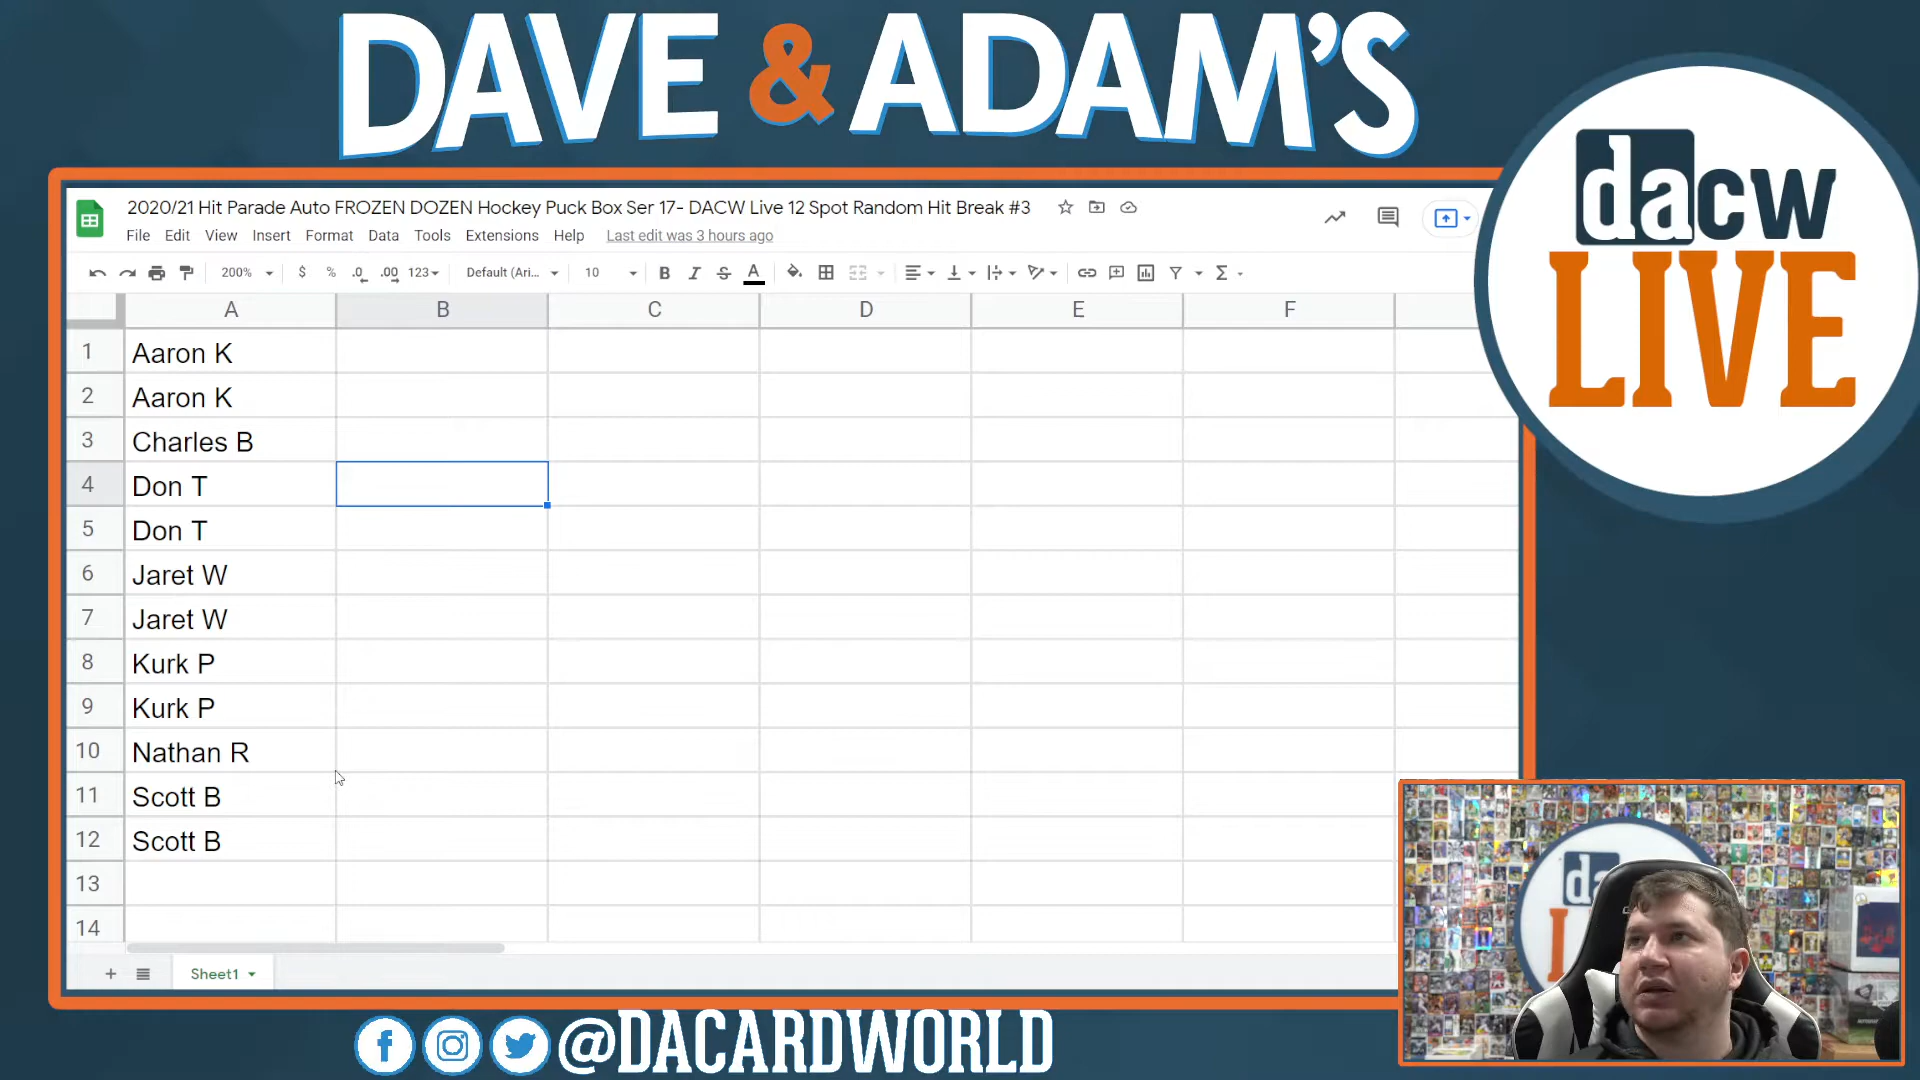 DAVE & ADAM'S
dacw
LIVE
2020/21 Hit Parade Auto FROZEN DOZEN Hockey Puck Box Ser 17- DACW Live 12 Spot Random Hit Break #3
File Edit View Insert Format Data Tools Extensions Help Last edit was 3 hours ago
200% $ % .0 .00 123 Default (Ari... 10 B I S A Σ
A B C D E F
1 Aaron K
2 Aaron K
3 Charles B
4 Don T
5 Don T
6 Jaret W
7 Jaret W
8 Kurk P
9 Kurk P
10 Nathan R
11 Scott B
12 Scott B
13
14
+ Sheet1
da
LI
@DACARDWORLD